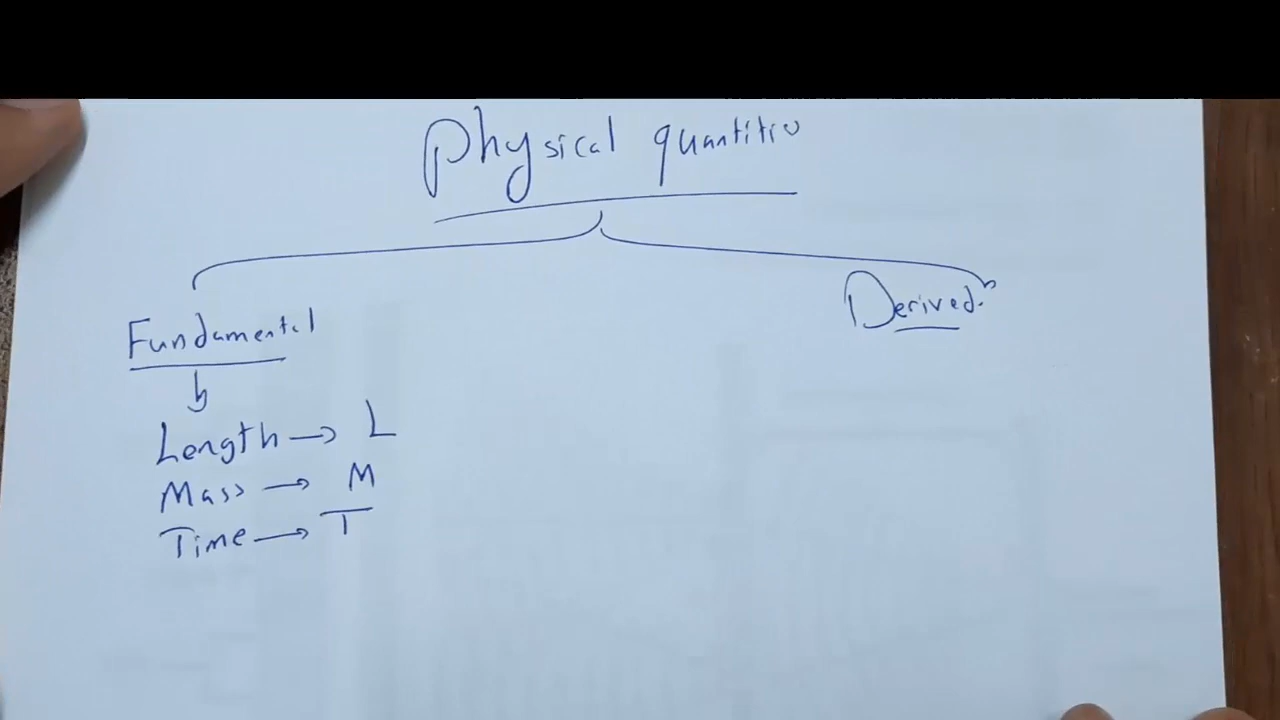 Physical quantities
Fundamental
Derived.
Length → L
Mass → M
Time → T